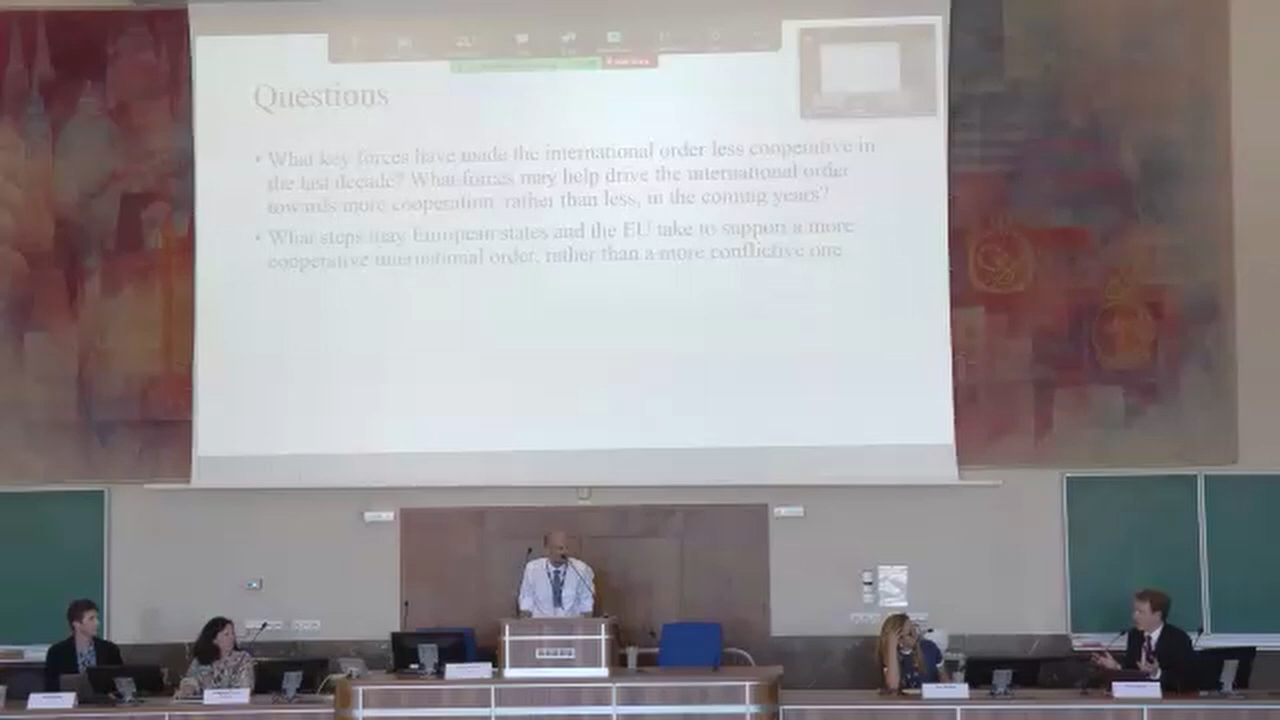 Questions
• What key forces have made the international order less cooperative in
the last decade? What forces may help drive the international order
towards more cooperation, rather than less, in the coming years?
• What steps may European states and the EU take to support a more
cooperative international order, rather than a more conflictive one